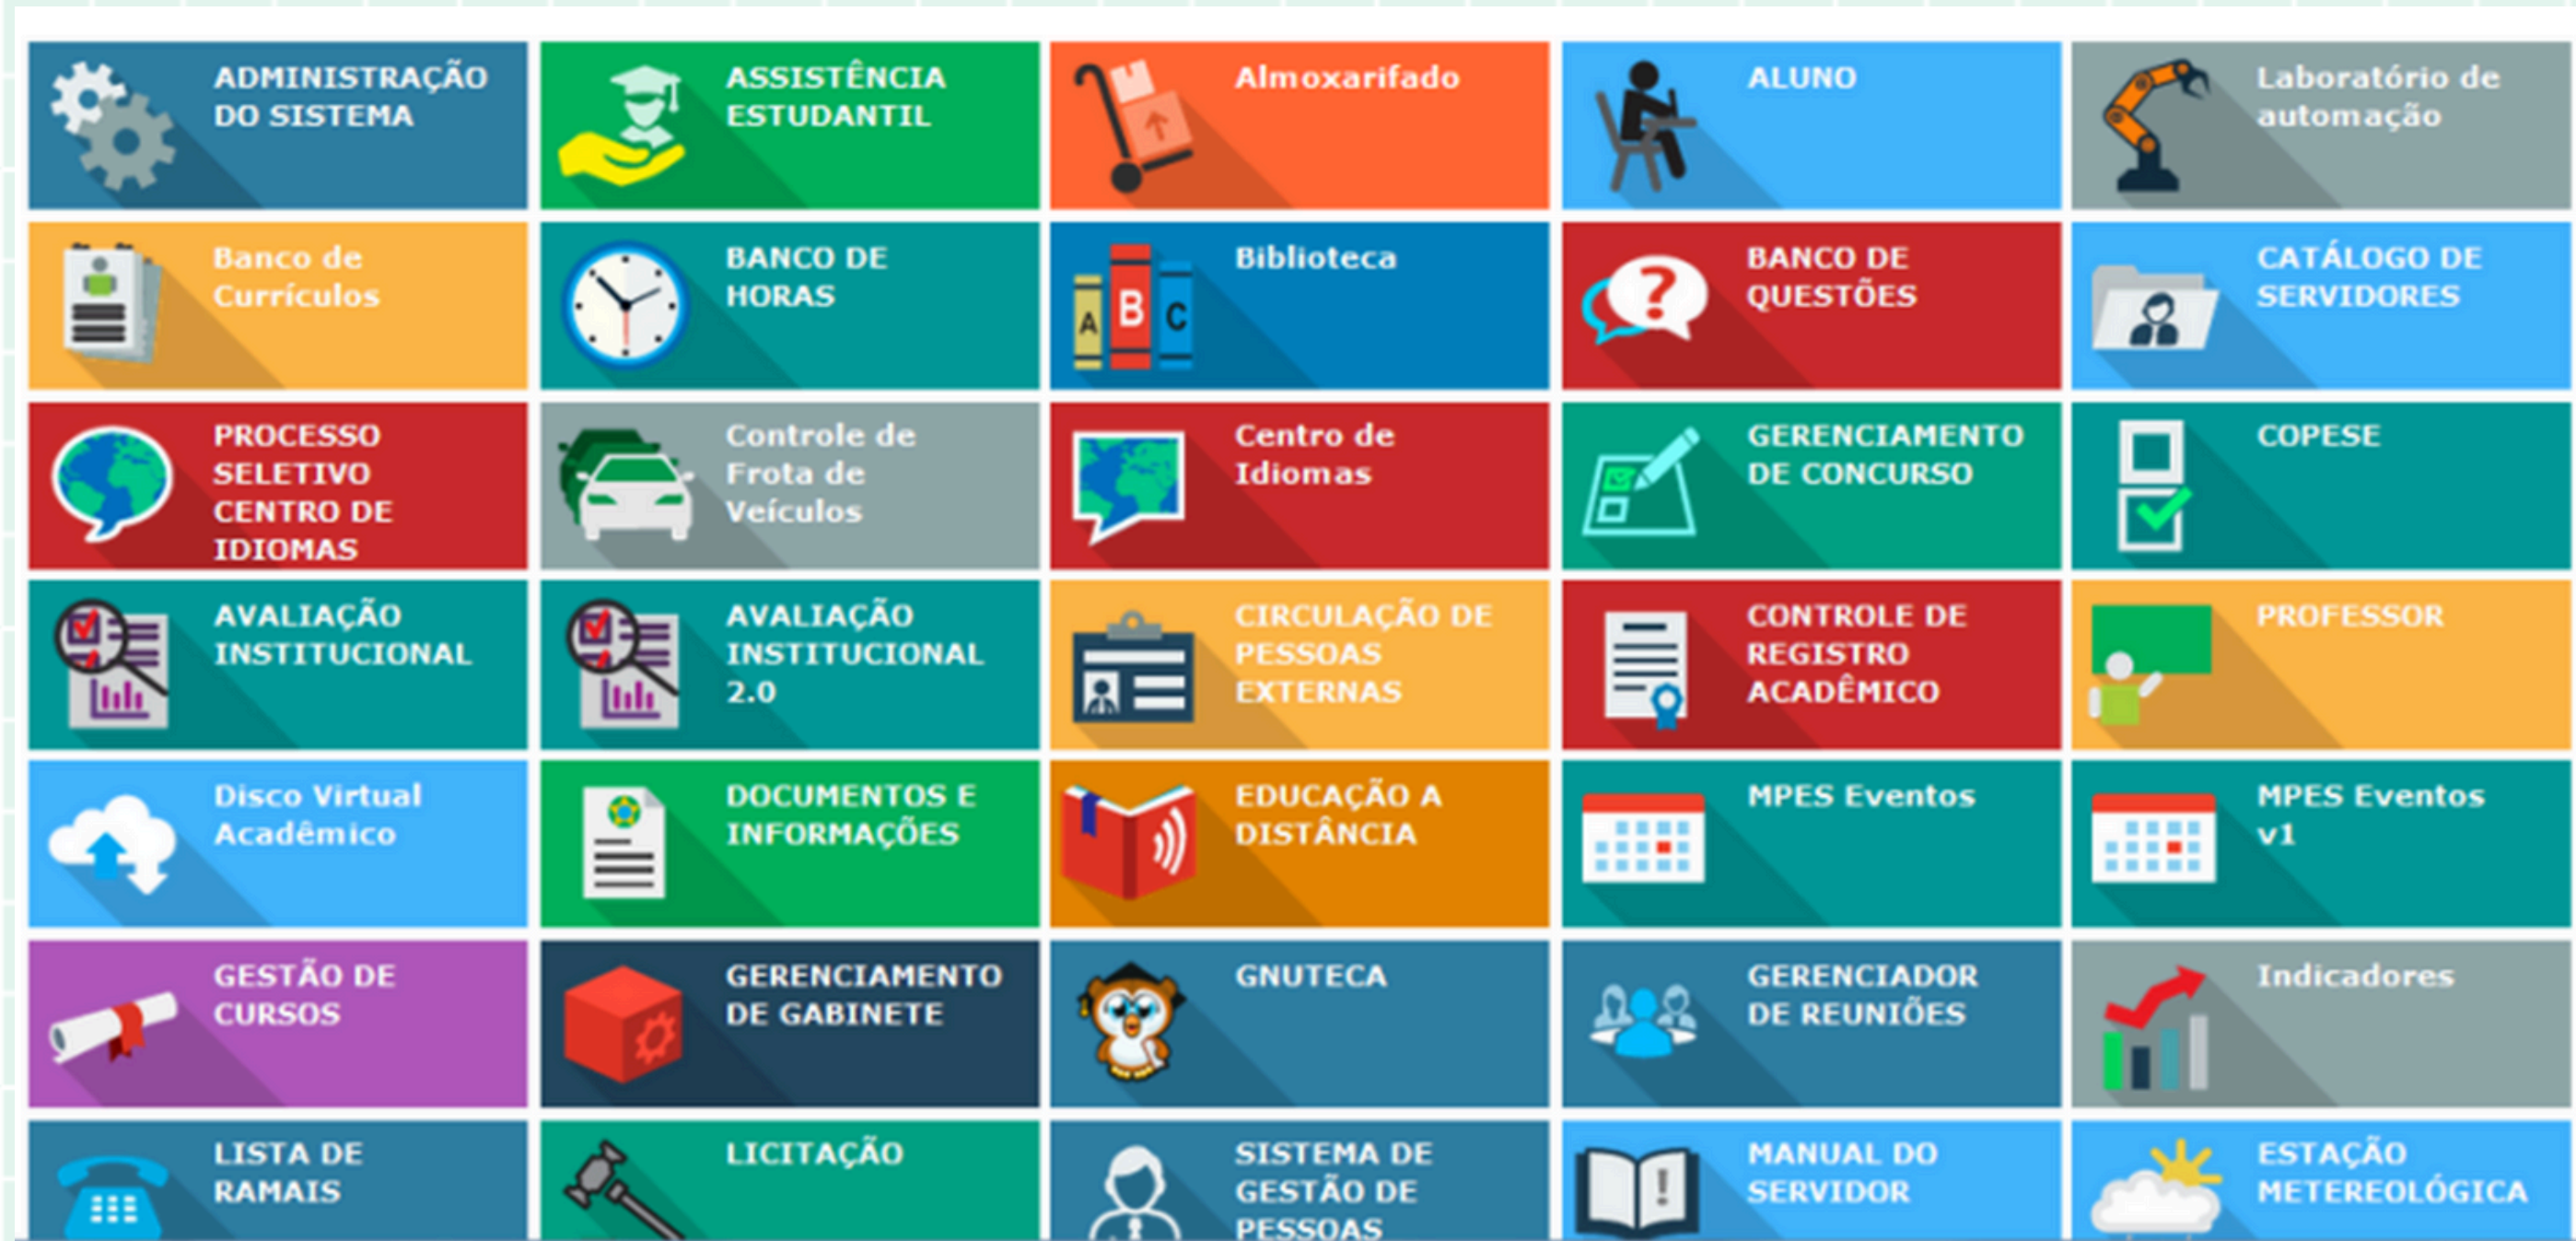 ADMINISTRAÇÃO
DO SISTEMA
ASSISTÊNCIA
ESTUDANTIL
Almoxarifado
ALUNO
Laboratório de
automação
Banco de
Currículos
BANCO DE
HORAS
A B C
Biblioteca
?
BANCO DE
QUESTÕES
CATÁLOGO DE
SERVIDORES
PROCESSO
SELETIVO
CENTRO DE
IDIOMAS
Controle de
Frota de
Veículos
Centro de
Idiomas
GERENCIAMENTO
DE CONCURSO
COPESE
AVALIAÇÃO
INSTITUCIONAL
AVALIAÇÃO
INSTITUCIONAL
2.0
CIRCULAÇÃO DE
PESSOAS
EXTERNAS
CONTROLE DE
REGISTRO
ACADÊMICO
PROFESSOR
Disco Virtual
Acadêmico
DOCUMENTOS E
INFORMAÇÕES
EDUCAÇÃO A
DISTÂNCIA
MPES Eventos
MPES Eventos
v1
GESTÃO DE
CURSOS
GERENCIAMENTO
DE GABINETE
GNUTECA
GERENCIADOR
DE REUNIÕES
Indicadores
LISTA DE
RAMAIS
LICITAÇÃO
SISTEMA DE
GESTÃO DE
PESSOAS
!
MANUAL DO
SERVIDOR
ESTAÇÃO
METEREOLÓGICA